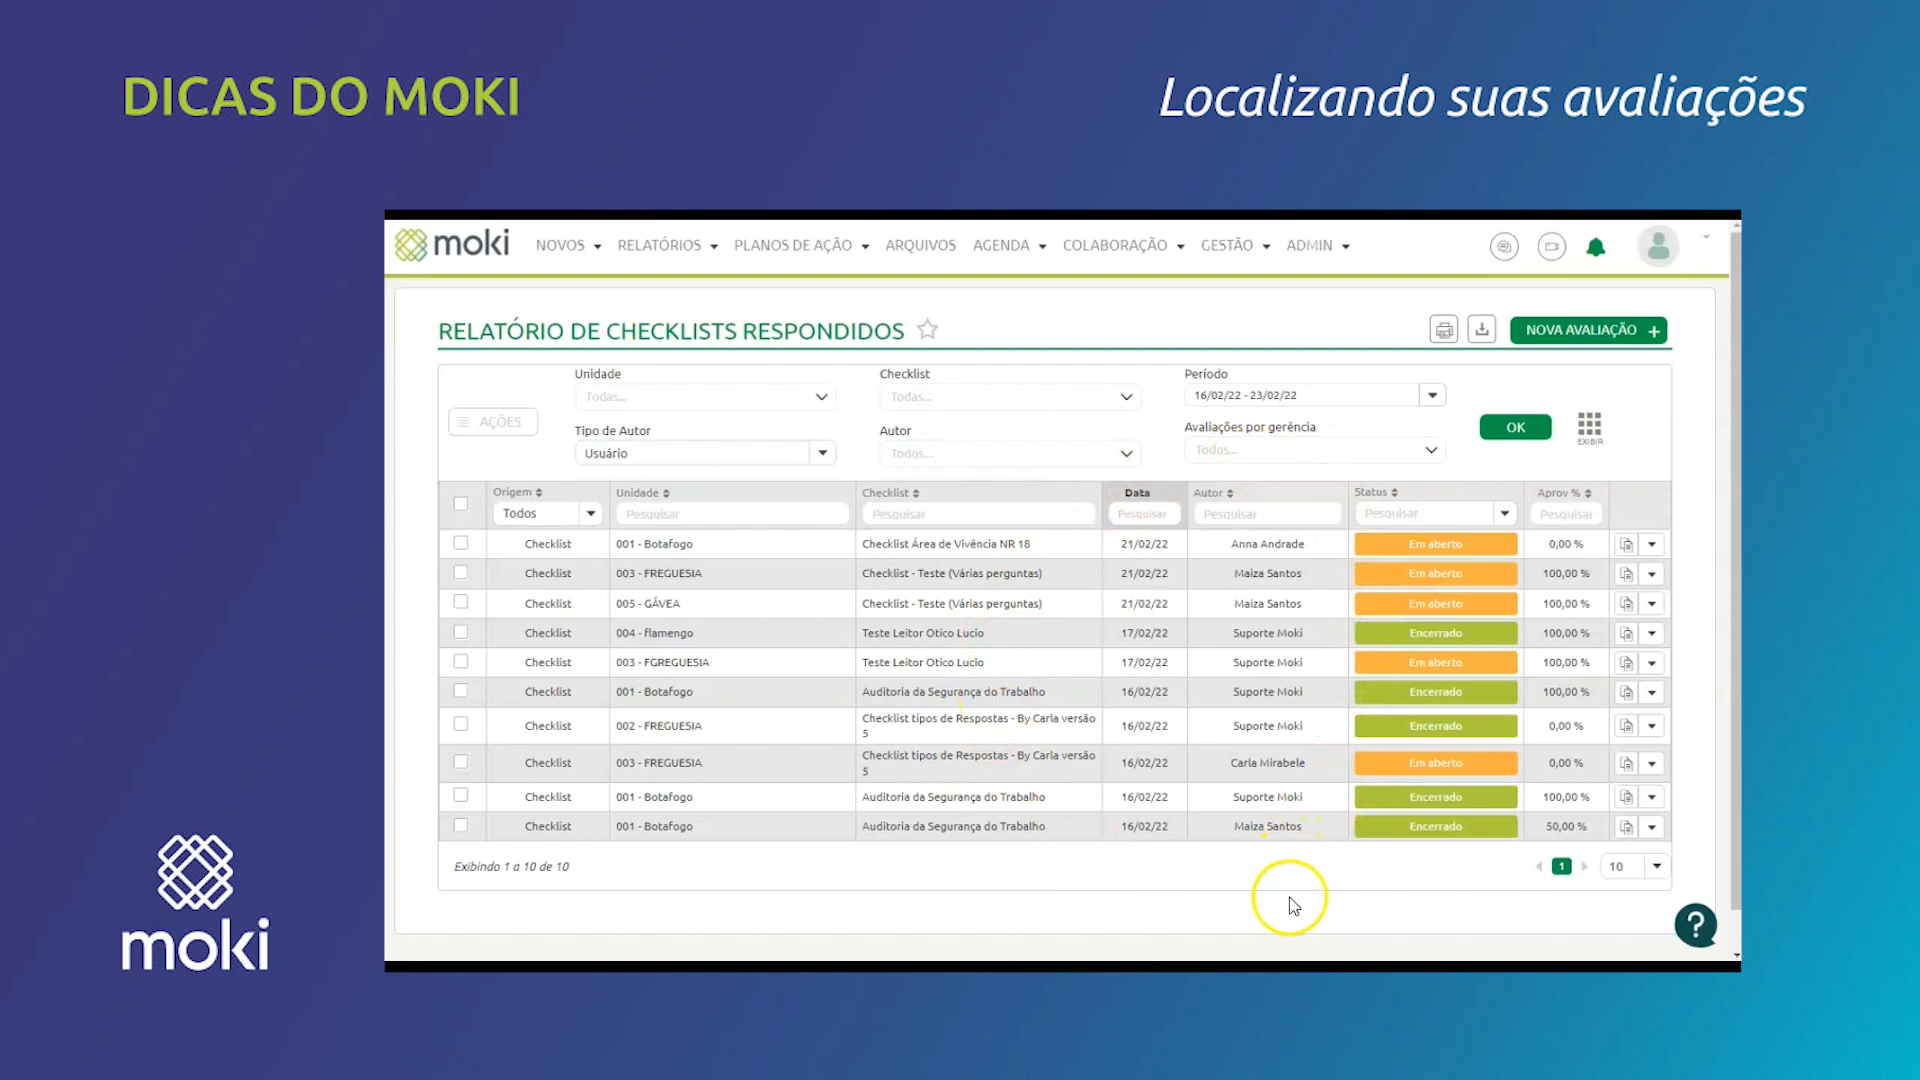 DICAS DO MOKI
Localizando suas avaliações
moki NOVOS RELATÓRIOS PLANOS DE AÇÃO ARQUIVOS AGENDA COLABORAÇÃO GESTÃO ADMIN
RELATÓRIO DE CHECKLISTS RESPONDIDOS NOVA AVALIAÇÃO +
Unidade Checklist Período
Todas... Todas... 16/02/22 - 23/02/22
AÇÕES
Tipo de Autor Autor Avaliações por gerência OK
Usuário Todos... Todos... EXIBIR
Origem Unidade Checklist Data Autor Status Aprov %
Todos Pesquisar Pesquisar Pesquisar Pesquisar Pesquisar Pesquisar
Checklist 001 - Botafogo Checklist Área de Vivência NR 18 21/02/22 Anna Andrade Em aberto 0,00 %
Checklist 003 - FREGUESIA Checklist - Teste (Várias perguntas) 21/02/22 Maiza Santos Em aberto 100,00 %
Checklist 005 - GÁVEA Checklist - Teste (Várias perguntas) 21/02/22 Maiza Santos Em aberto 100,00 %
Checklist 004 - flamengo Teste Leitor Otico Lucio 17/02/22 Suporte Moki Encerrado 100,00 %
Checklist 003 - FGREGUESIA Teste Leitor Otico Lucio 17/02/22 Suporte Moki Em aberto 100,00 %
Checklist 001 - Botafogo Auditoria da Segurança do Trabalho 16/02/22 Suporte Moki Encerrado 100,00 %
Checklist 002 - FREGUESIA Checklist tipos de Respostas - By Carla versão 5 16/02/22 Suporte Moki Encerrado 0,00 %
Checklist 003 - FREGUESIA Checklist tipos de Respostas - By Carla versão 5 16/02/22 Carla Mirabele Em aberto 0,00 %
Checklist 001 - Botafogo Auditoria da Segurança do Trabalho 16/02/22 Suporte Moki Encerrado 100,00 %
Checklist 001 - Botafogo Auditoria da Segurança do Trabalho 16/02/22 Maiza Santos Encerrado 50,00 %
Exibindo 1 a 10 de 10 1 10
?
moki